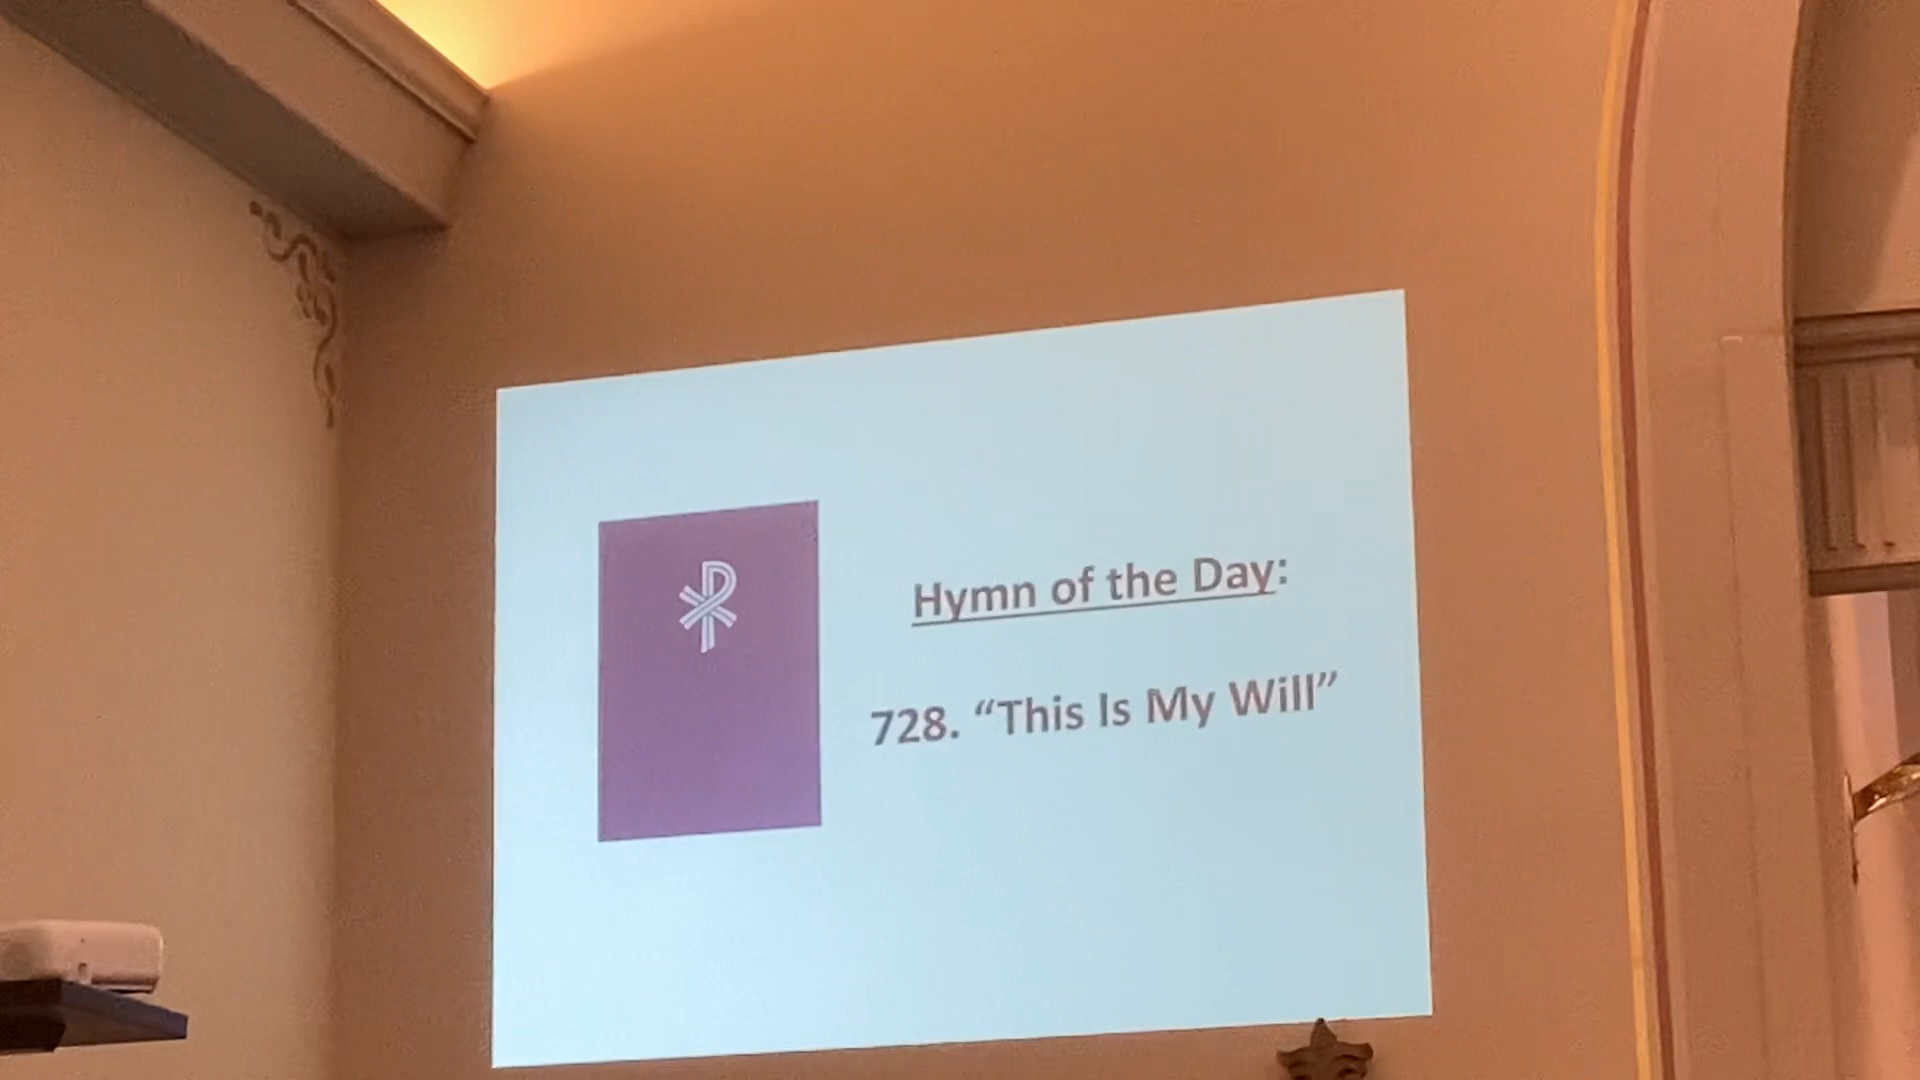 Hymn of the Day:
728. “This Is My Will”